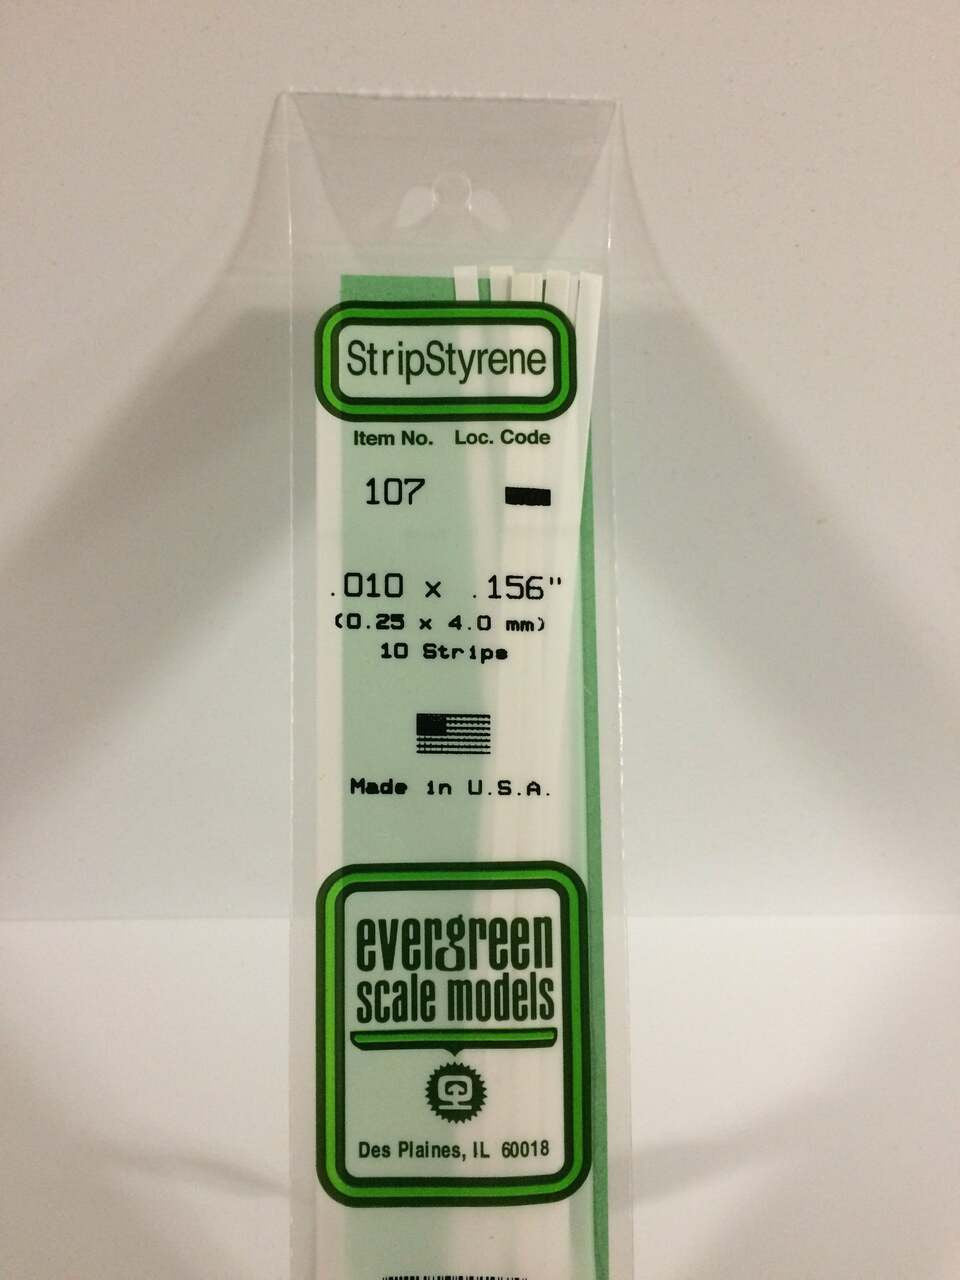 StripStyrene
Item No. Loc. Code
107
.010 x .156"
(0.25 x 4.0 mm)
10 Strips
Made in U.S.A.
evergreen
scale models
Des Plaines, IL 60018